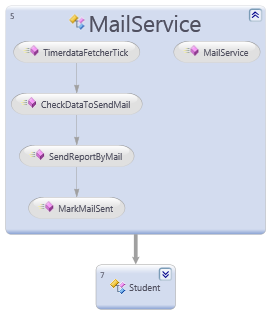 5
MailService
TimerdataFetcherTick
MailService
CheckDataToSendMail
SendReportByMail
MarkMailSent
7
Student